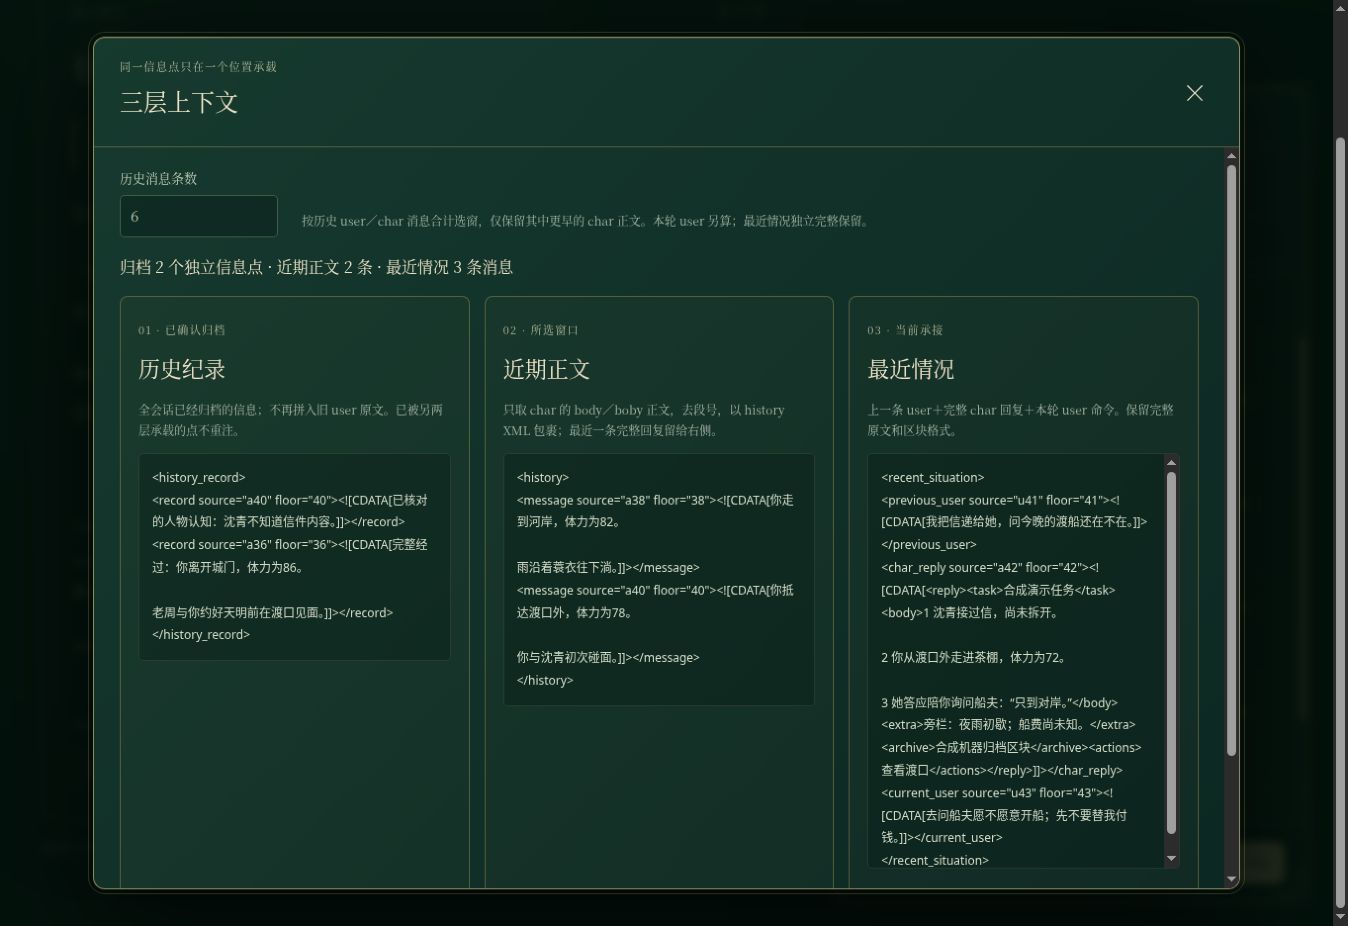 同一信息点只在一个位置承载
三层上下文
历史消息条数
6
按历史 user／char 消息合计选窗，仅保留其中更早的 char 正文。本轮 user 另算；最近情况独立完整保留。
归档 2 个独立信息点 · 近期正文 2 条 · 最近情况 3 条消息
01 · 已确认归档
历史纪录
全会话已经归档的信息；不再拼入旧 user 原文。已被另两
层承载的点不重注。
<history_record>
<record source="a40" floor="40"><![CDATA[已核对
的人物认知：沈青不知道信件内容。]]></record>
<record source="a36" floor="36"><![CDATA[完整经
过：你离开城门，体力为86。
老周与你约好天明前在渡口见面。]]></record>
</history_record>
02 · 所选窗口
近期正文
只取 char 的 body／boby 正文，去段号，以 history
XML 包裹；最近一条完整回复留给右侧。
<history>
<message source="a38" floor="38"><![CDATA[你走
到河岸，体力为82。
雨沿着蓑衣往下淌。]]></message>
<message source="a40" floor="40"><![CDATA[你抵
达渡口外，体力为78。
你与沈青初次碰面。]]></message>
</history>
03 · 当前承接
最近情况
上一条 user＋完整 char 回复＋本轮 user 命令。保留完整
原文和区块格式。
<recent_situation>
<previous_user source="u41" floor="41"><!
[CDATA[我把信递给她，问今晚的渡船还在不在。]]>
</previous_user>
<char_reply source="a42" floor="42"><!
[CDATA[<reply><task>合成演示任务</task>
<body>1 沈青接过信，尚未拆开。
2 你从渡口外走进茶棚，体力为72。
3 她答应陪你询问船夫：“只到对岸。”</body>
<extra>旁栏：夜雨初歇；船费尚未知。</extra>
<archive>合成机器归档区块</archive><actions>
查看渡口</actions></reply>]]></char_reply>
<current_user source="u43" floor="43"><!
[CDATA[去问船夫愿不愿意开船；先不要替我付
钱。]]></current_user>
</recent_situation>